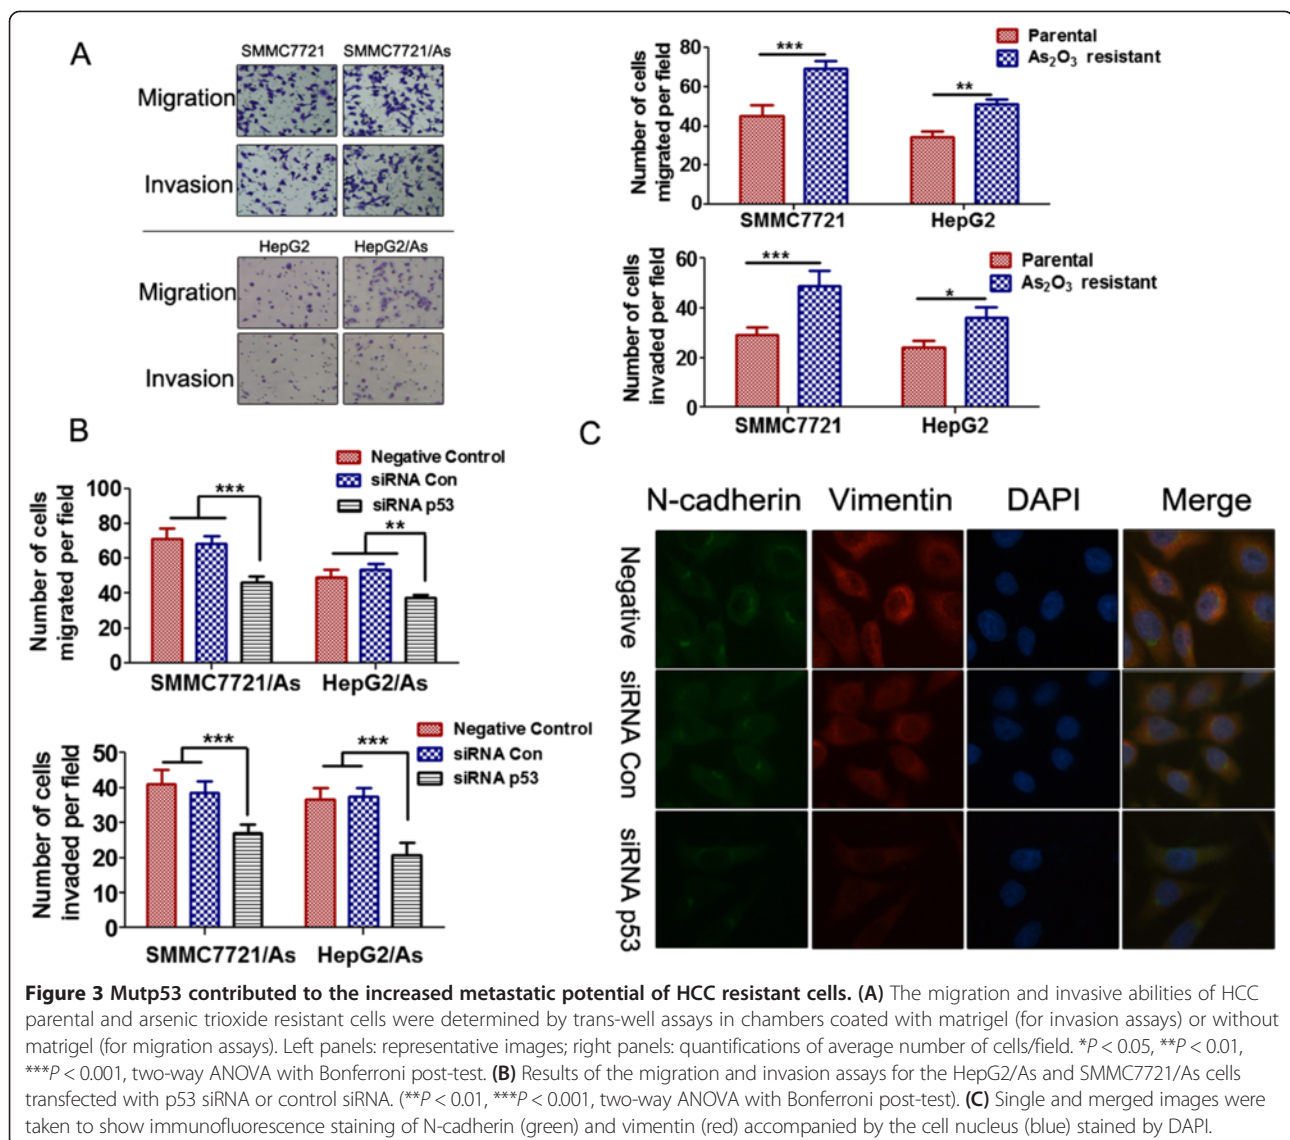 A
SMMC7721 SMMC7721/As
Migration
Invasion
HepG2 HepG2/As
Migration
Invasion
Parental
As2O3 resistant
Number of cells
migrated per field
80
60
40
20
0
***
**
SMMC7721 HepG2
Parental
As2O3 resistant
Number of cells
invaded per field
60
40
20
0
***
*
SMMC7721 HepG2
B
Negative Control
siRNA Con
siRNA p53
Number of cells
migrated per field
100
80
60
40
20
0
***
**
SMMC7721/As HepG2/As
Negative Control
siRNA Con
siRNA p53
Number of cells
invaded per field
50
40
30
20
10
0
***
***
SMMC7721/As HepG2/As
C
N-cadherin Vimentin DAPI Merge
Negative
siRNA Con
siRNA p53
Figure 3 Mutp53 contributed to the increased metastatic potential of HCC resistant cells. (A) The migration and invasive abilities of HCC
parental and arsenic trioxide resistant cells were determined by trans-well assays in chambers coated with matrigel (for invasion assays) or without
matrigel (for migration assays). Left panels: representative images; right panels: quantifications of average number of cells/field. *P < 0.05, **P < 0.01,
***P < 0.001, two-way ANOVA with Bonferroni post-test. (B) Results of the migration and invasion assays for the HepG2/As and SMMC7721/As cells
transfected with p53 siRNA or control siRNA. (**P < 0.01, ***P < 0.001, two-way ANOVA with Bonferroni post-test). (C) Single and merged images were
taken to show immunofluorescence staining of N-cadherin (green) and vimentin (red) accompanied by the cell nucleus (blue) stained by DAPI.